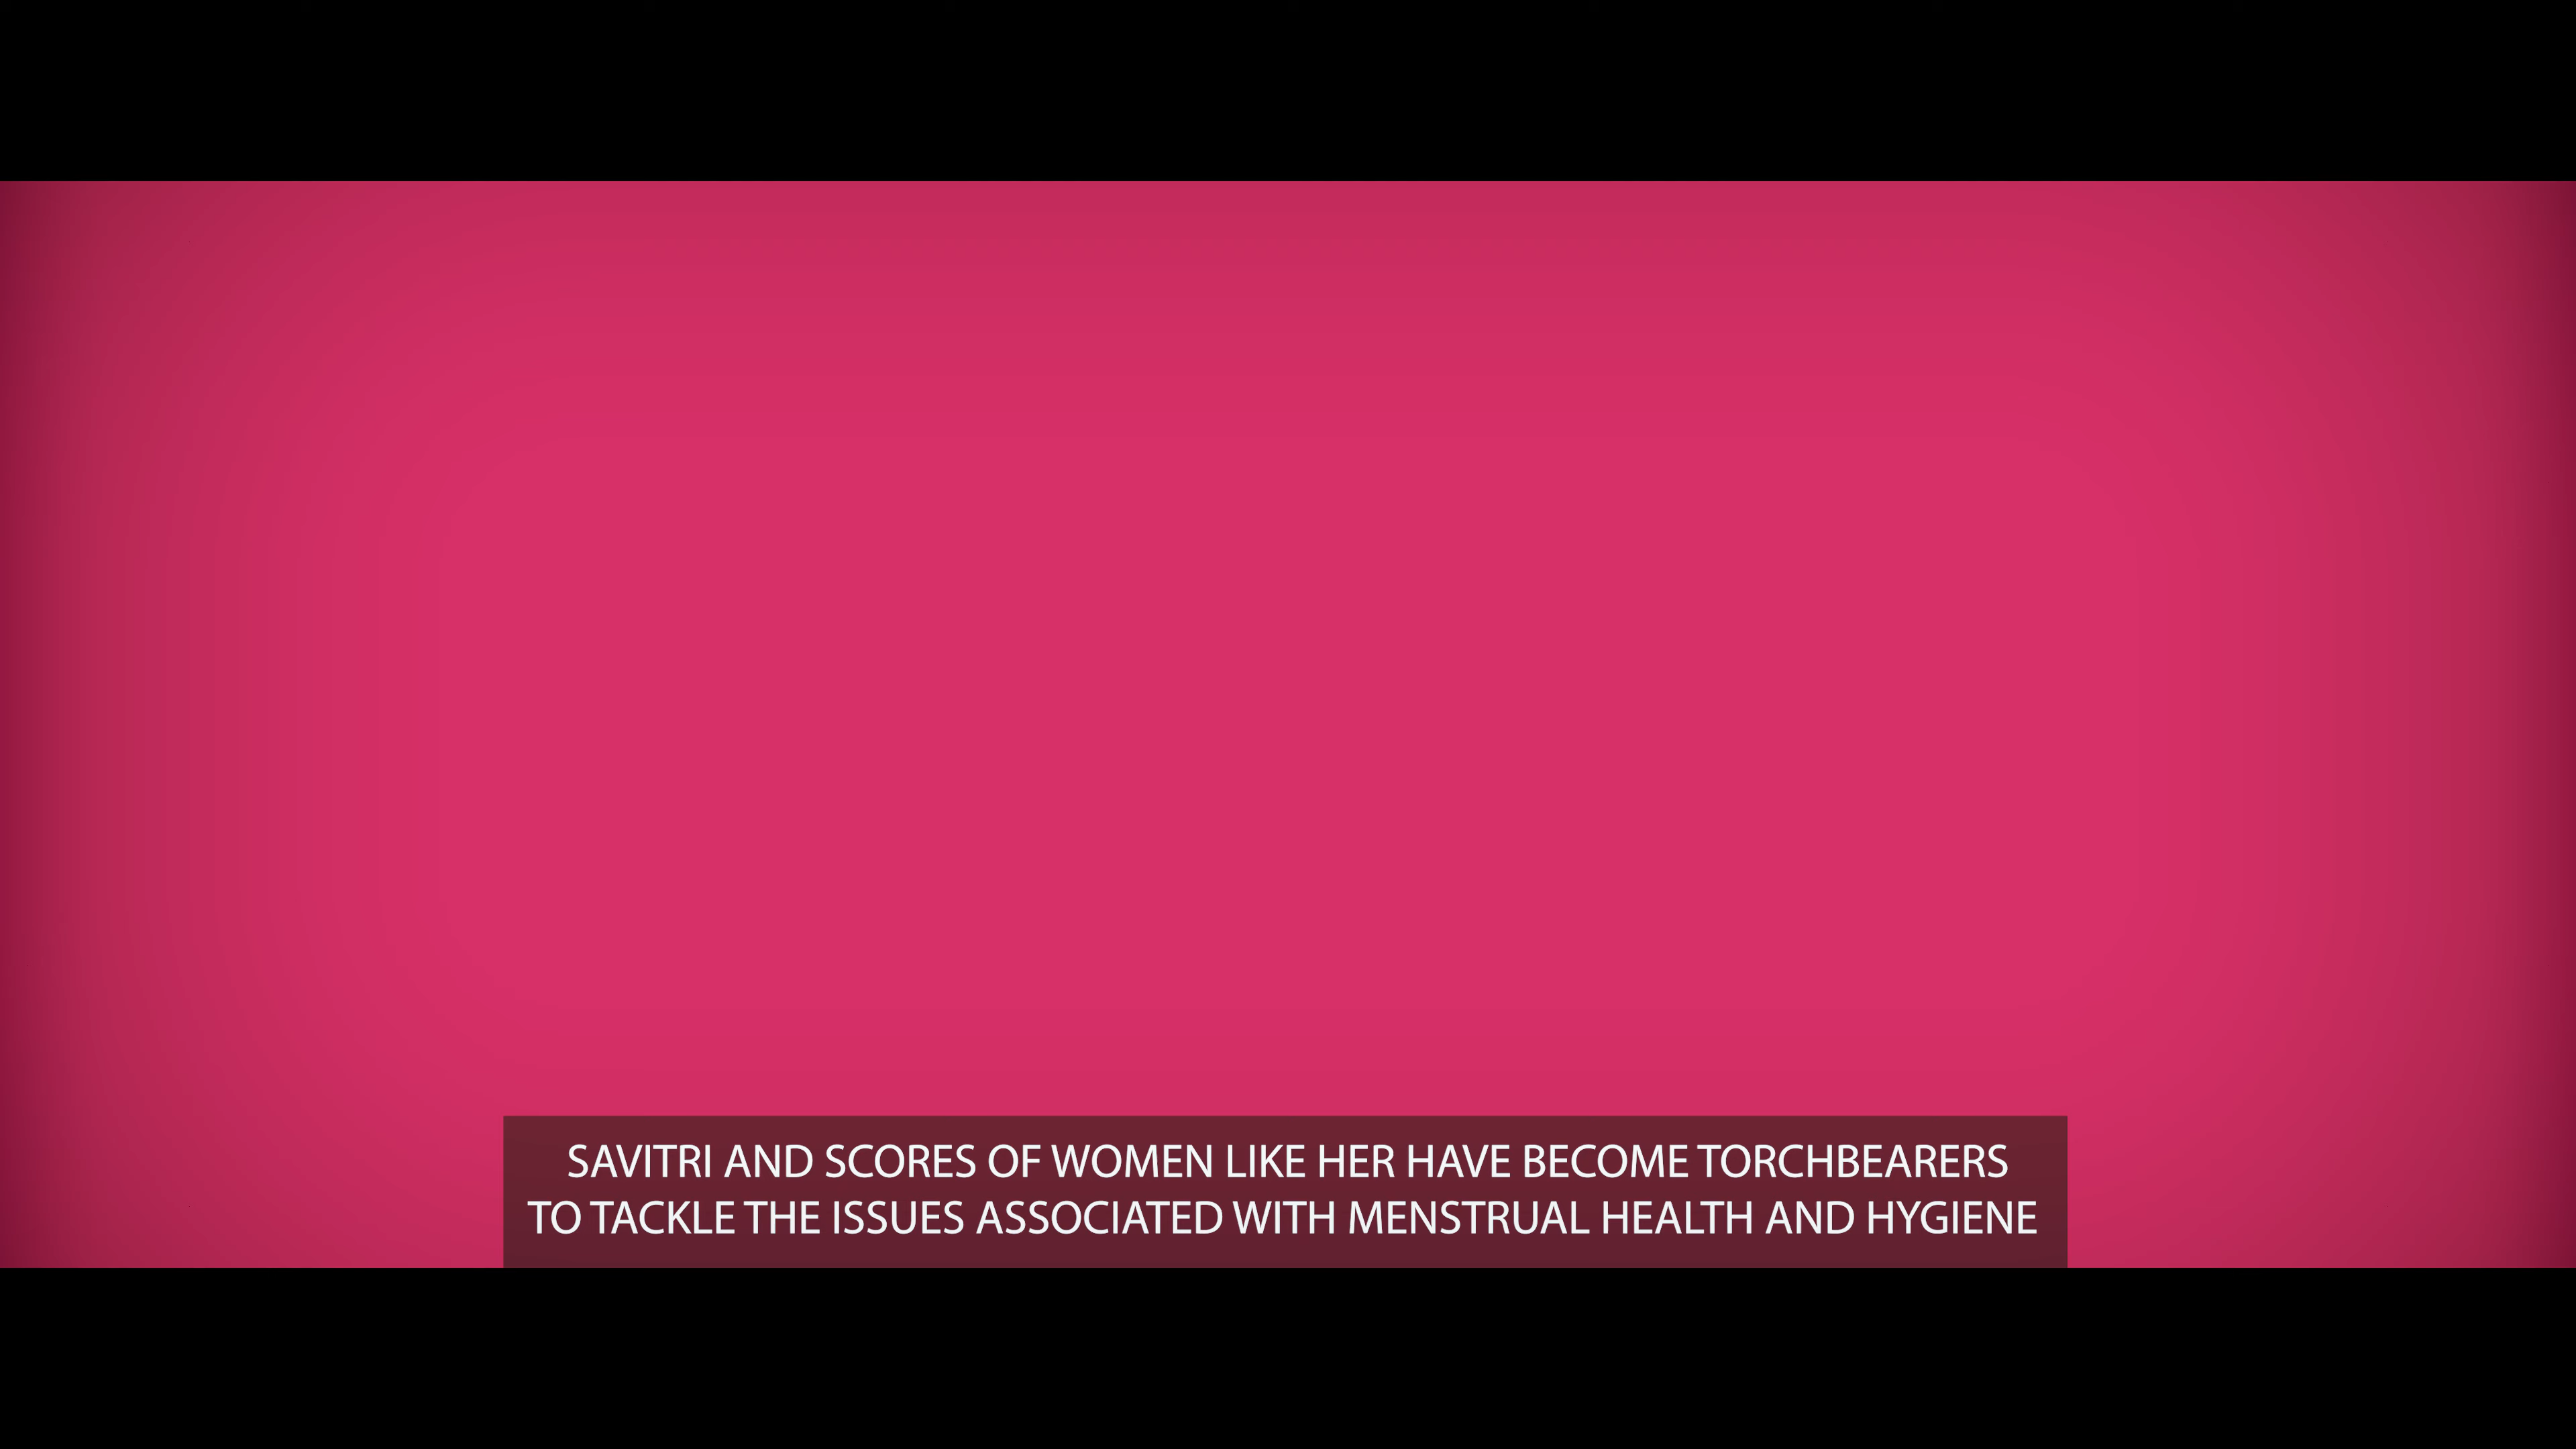 SAVITRI AND SCORES OF WOMEN LIKE HER HAVE BECOME TORCHBEARERS
TO TACKLE THE ISSUES ASSOCIATED WITH MENSTRUAL HEALTH AND HYGIENE